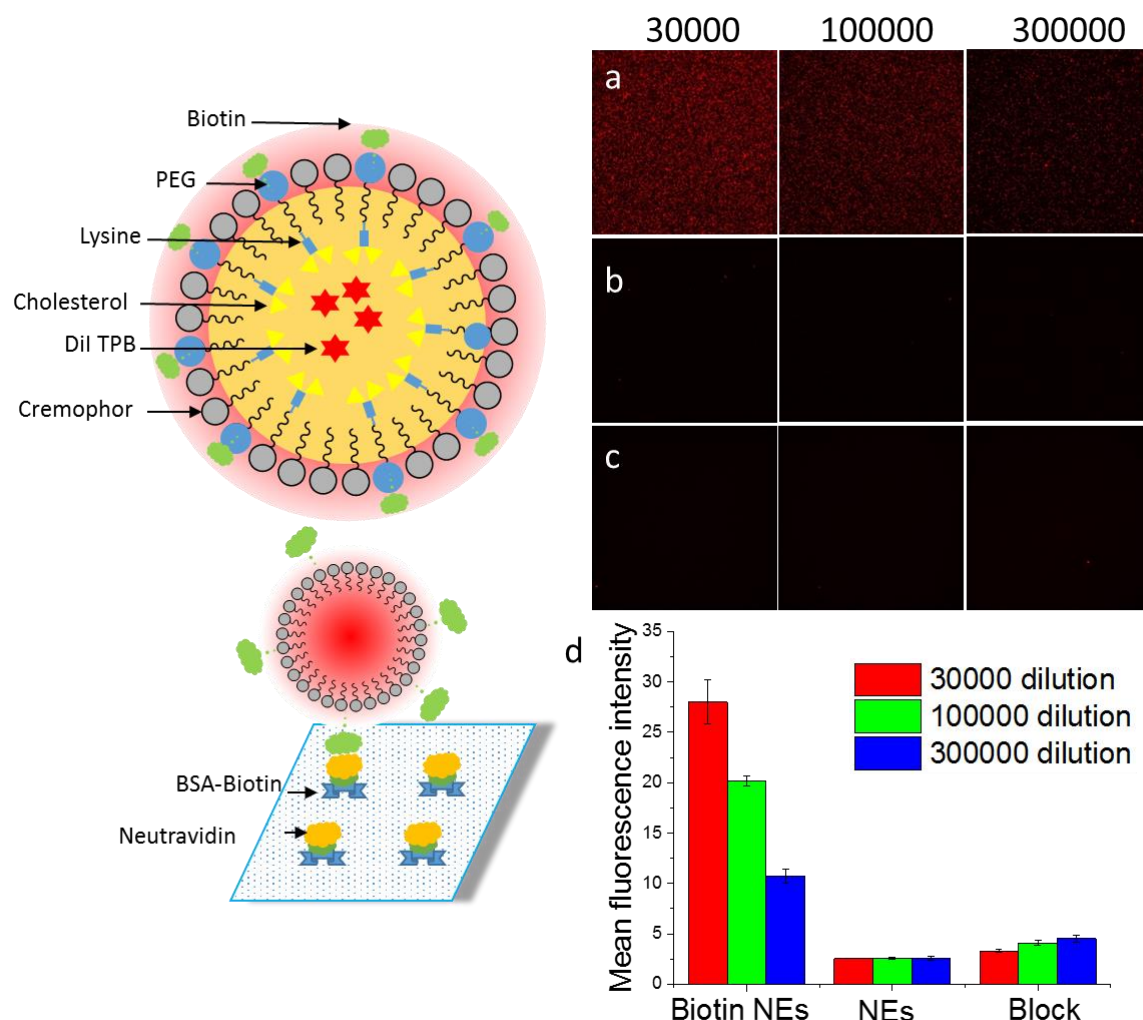 Biotin
PEG
Lysine
Cholesterol
DiI TPB
Cremophor
BSA-Biotin
Neutravidin
30000
100000
300000
a
b
c
d
Mean fluorescence intensity
35
30
25
20
15
10
5
0
30000 dilution
100000 dilution
300000 dilution
Biotin NEs
NEs
Block